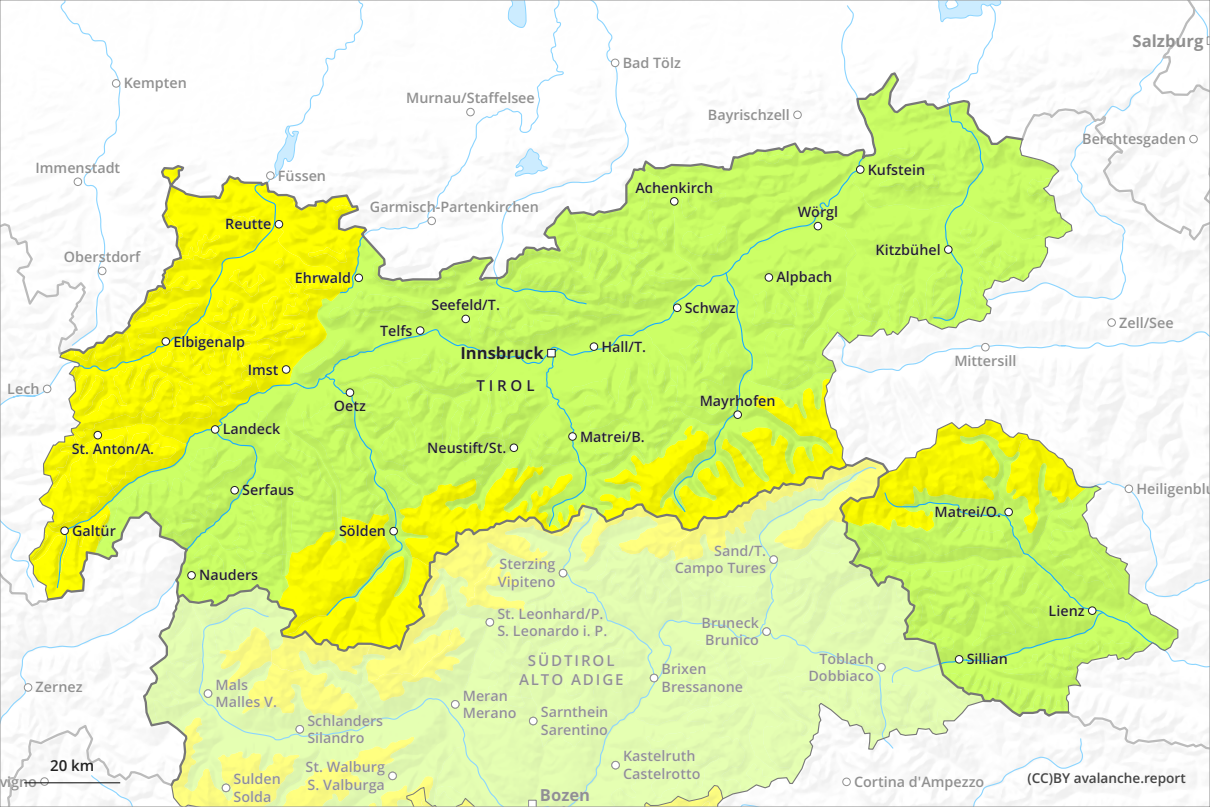 Salzburg
Bad Tölz
Kempten
Murnau/Staffelsee
Bayrischzell
Berchtesgaden
Immenstadt
Füssen
Kufstein
Achenkirch
Garmisch-Partenkirchen
Wörgl
Reutte
Kitzbühel
Oberstdorf
Ehrwald
Alpbach
Seefeld/T.
Schwaz
Zell/See
Telfs
Elbigenalp
Innsbruck
Hall/T.
Mittersill
Imst
TIROL
Lech
Oetz
Mayrhofen
Landeck
Matrei/B.
St. Anton/A.
Neustift/St.
Serfaus
Heiligenblu
Matrei/O.
Galtür
Sölden
Sand/T.
Campo Tures
Sterzing
Vipiteno
Nauders
Lienz
St. Leonhard/P.
S. Leonardo i. P.
Bruneck
Brunico
SÜDTIROL
ALTO ADIGE
Toblach
Dobbiaco
Sillian
Brixen
Bressanone
Zernez
Mals
Malles V.
Meran
Merano
Sarnthein
Sarentino
Schlanders
Silandro
Kastelruth
Castelrotto
20 km
St. Walburg
S. Valburga
Sulden
Solda
vigno
Cortina d'Ampezzo
(CC)BY avalanche.report
Bozen